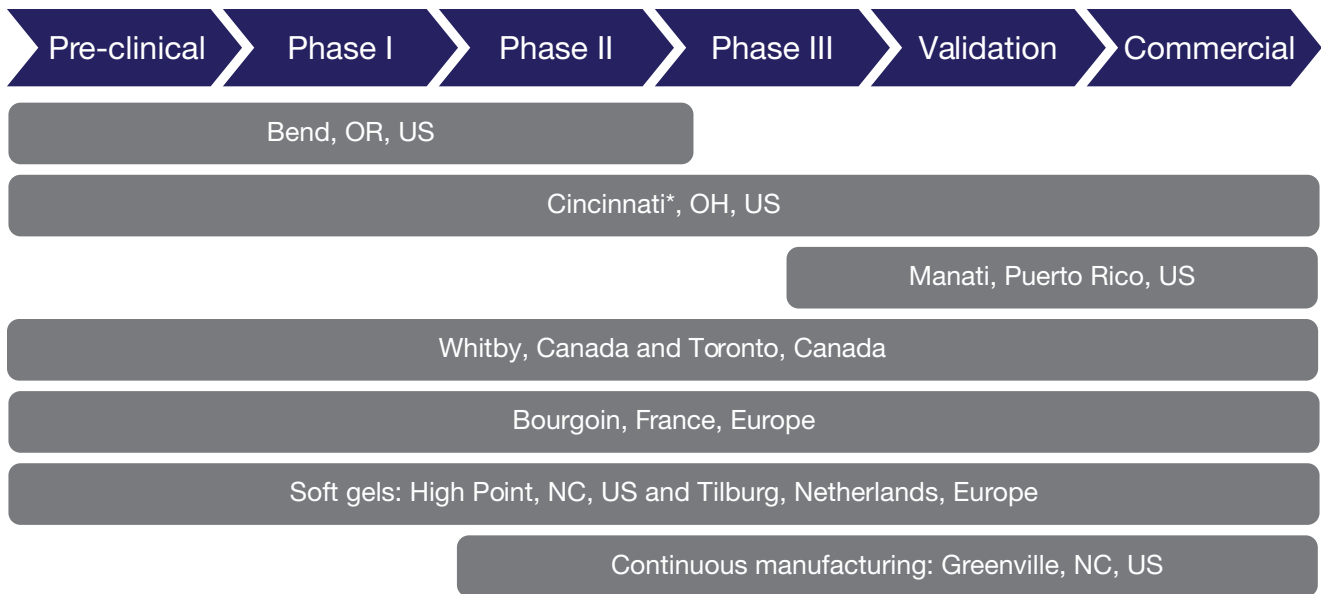 Pre-clinical Phase I Phase II Phase III Validation Commercial
Bend, OR, US
Cincinnati*, OH, US
Manati, Puerto Rico, US
Whitby, Canada and Toronto, Canada
Bourgoin, France, Europe
Soft gels: High Point, NC, US and Tilburg, Netherlands, Europe
Continuous manufacturing: Greenville, NC, US